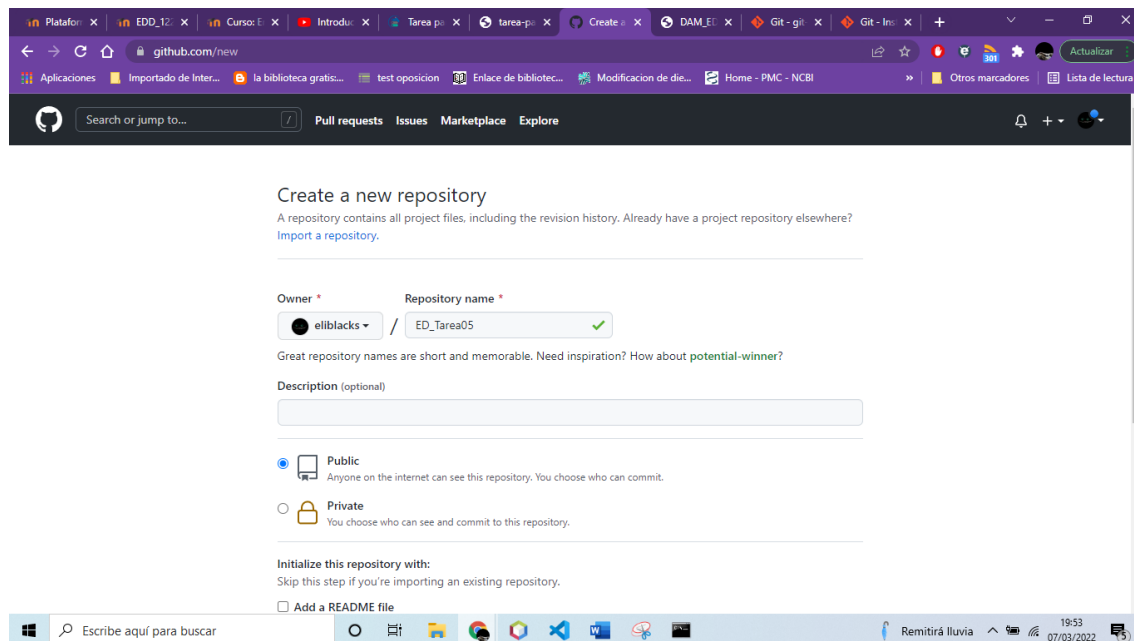 Platafor
EDD_122
Curso: E
Introduc
Tarea pa
tarea-pa
Create a
DAM_ED
Git - git-
Git - Inst
github.com/new
301
Actualizar
Aplicaciones
Importado de Inter...
la biblioteca gratis:...
test oposicion
Enlace de bibliotec...
Modificacion de die...
Home - PMC - NCBI
»
Otros marcadores
Lista de lectura
Search or jump to...
/
Pull requests Issues Marketplace Explore
Create a new repository
A repository contains all project files, including the revision history. Already have a project repository elsewhere?
Import a repository.
Owner *
Repository name *
eliblacks
/
ED_Tarea05
Great repository names are short and memorable. Need inspiration? How about potential-winner?
Description (optional)
Public
Anyone on the internet can see this repository. You choose who can commit.
Private
You choose who can see and commit to this repository.
Initialize this repository with:
Skip this step if you're importing an existing repository.
Add a README file
Escribe aquí para buscar
Remitirá lluvia
19:53
07/03/2022